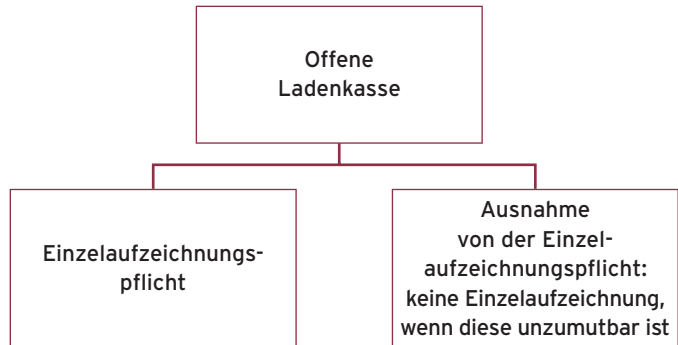 Offene
Ladenkasse
Einzelaufzeichnungs-
pflicht
Ausnahme
von der Einzel-
aufzeichnungspflicht:
keine Einzelaufzeichnung,
wenn diese unzumutbar ist